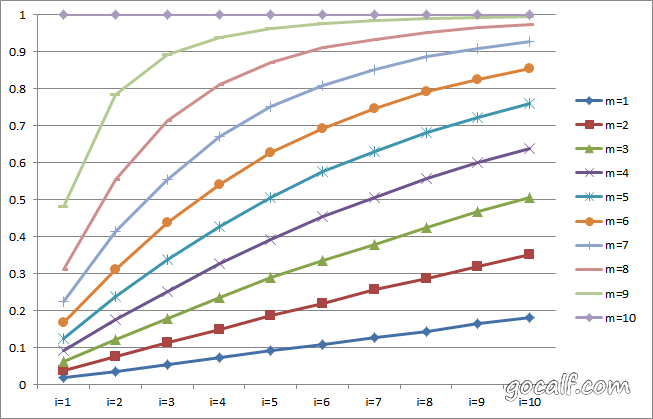 1
0.9
0.8
0.7
0.6
0.5
0.4
0.3
0.2
0.1
0
i=1 i=2 i=3 i=4 i=5 i=6 i=7 i=8 i=9 i=10
m=1
m=2
m=3
m=4
m=5
m=6
m=7
m=8
m=9
m=10
gocalf.com